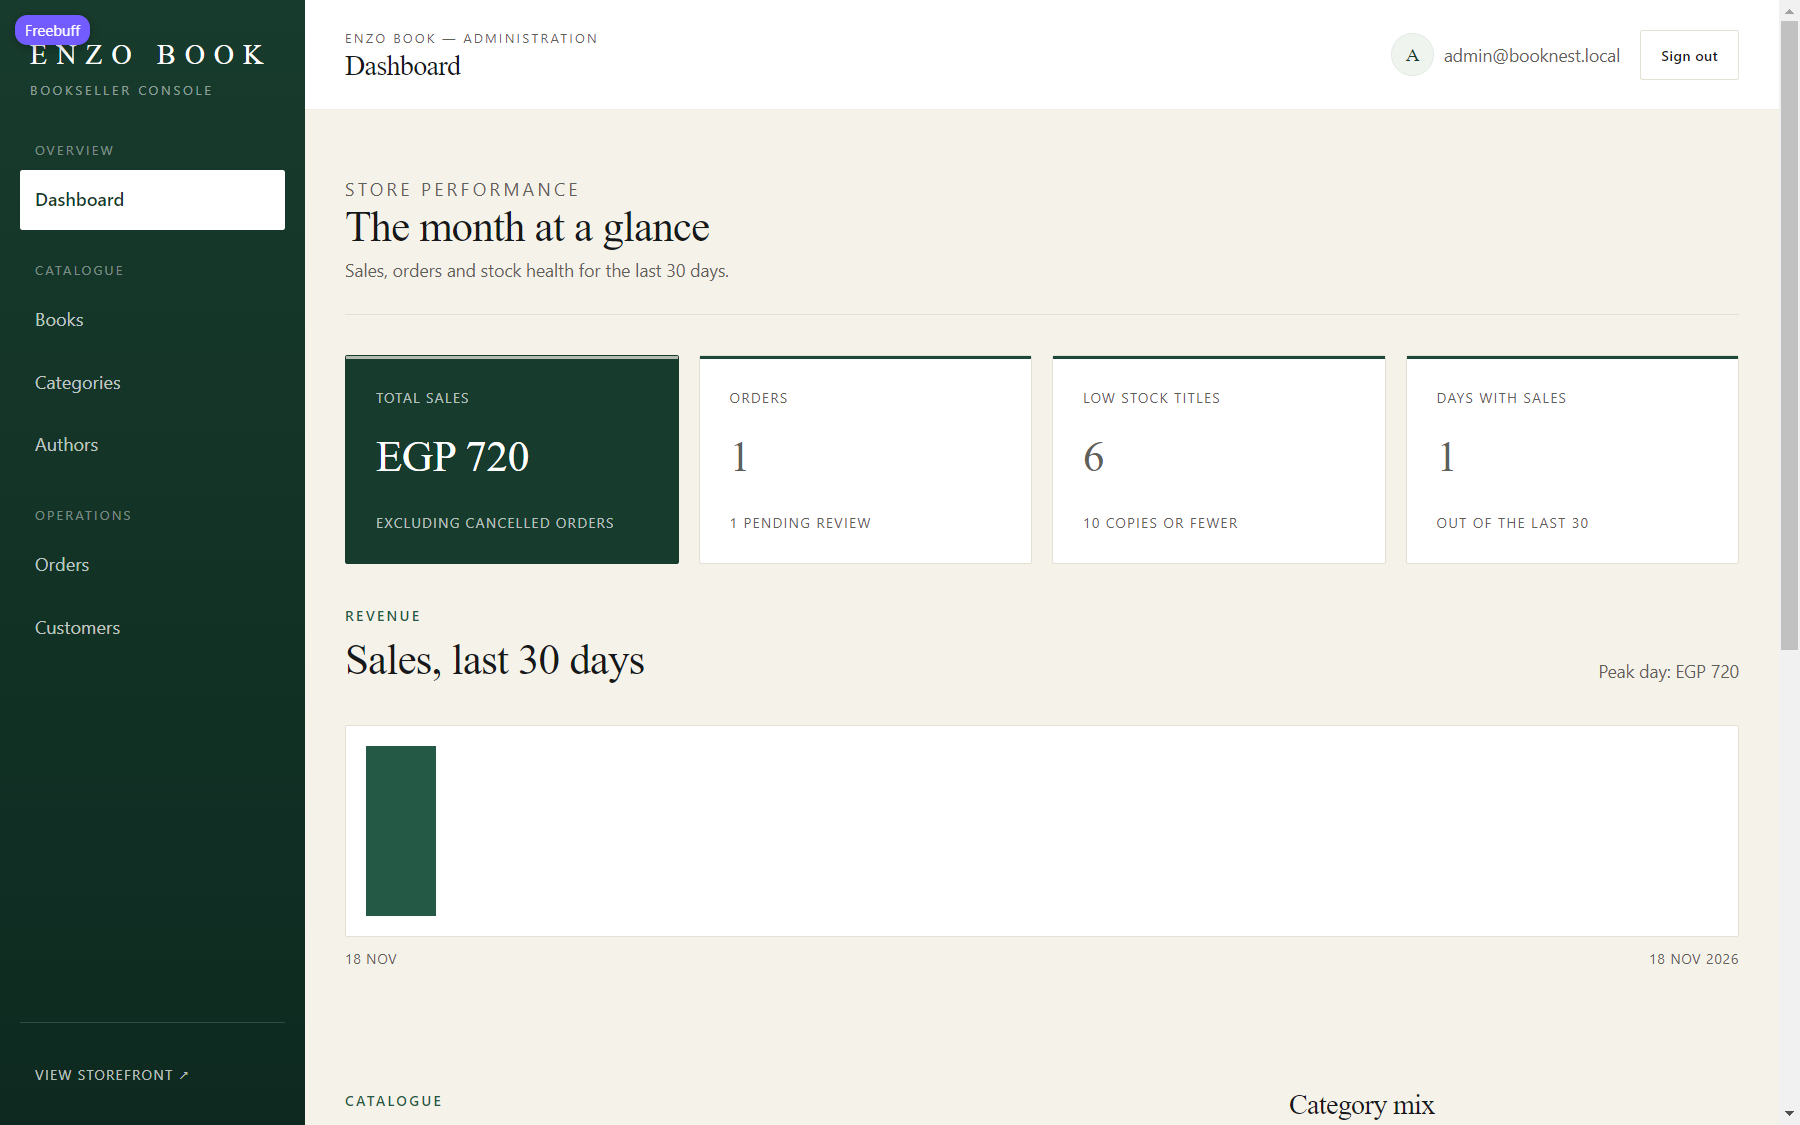 Freebuff
ENZO BOOK
BOOKSELLER CONSOLE
OVERVIEW
Dashboard
CATALOGUE
Books
Categories
Authors
OPERATIONS
Orders
Customers
VIEW STOREFRONT ↗
ENZO BOOK — ADMINISTRATION
Dashboard
A
admin@booknest.local
Sign out
STORE PERFORMANCE
The month at a glance
Sales, orders and stock health for the last 30 days.
TOTAL SALES
EGP 720
EXCLUDING CANCELLED ORDERS
ORDERS
1
1 PENDING REVIEW
LOW STOCK TITLES
6
10 COPIES OR FEWER
DAYS WITH SALES
1
OUT OF THE LAST 30
REVENUE
Sales, last 30 days
Peak day: EGP 720
18 NOV
18 NOV 2026
CATALOGUE
Category mix